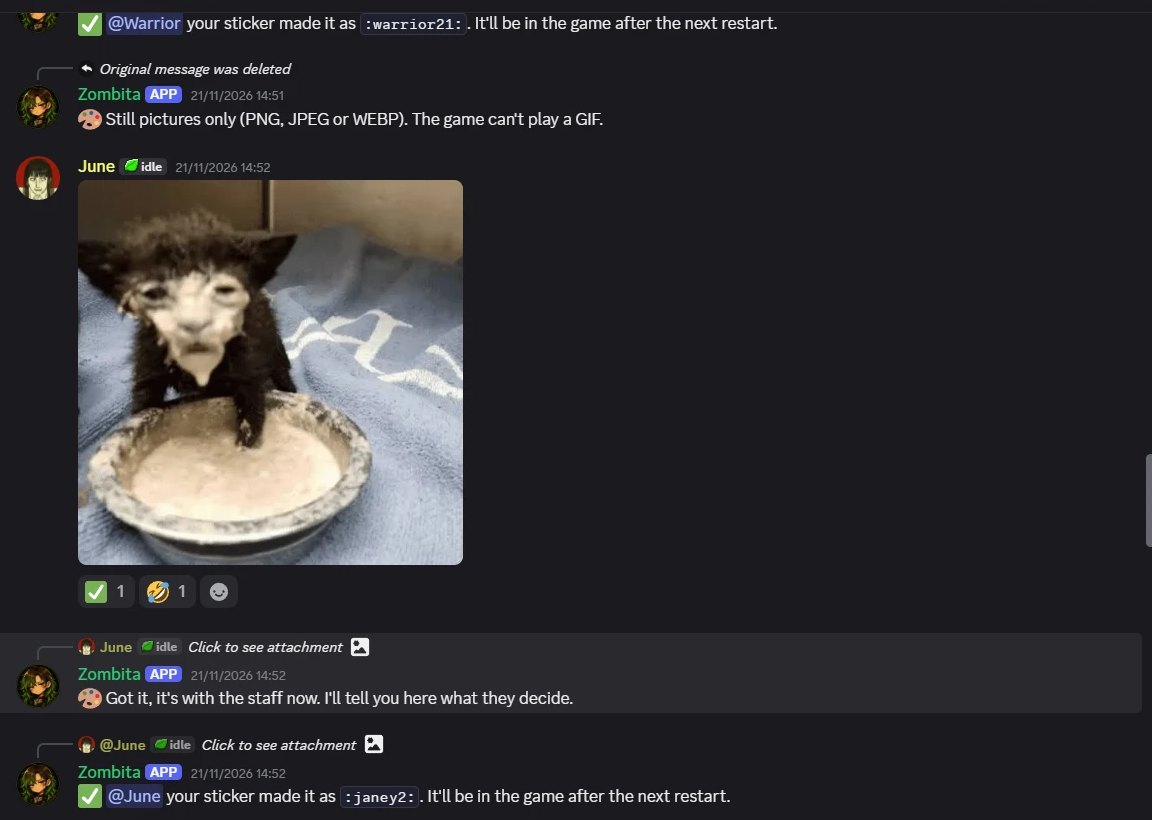 @Warrior your sticker made it as :warrior21:. It'll be in the game after the next restart.
Original message was deleted
Zombita APP 21/11/2026 14:51
Still pictures only (PNG, JPEG or WEBP). The game can't play a GIF.
June idle 21/11/2026 14:52
1 1
June idle Click to see attachment
Zombita APP 21/11/2026 14:52
Got it, it's with the staff now. I'll tell you here what they decide.
@June idle Click to see attachment
Zombita APP 21/11/2026 14:52
@June your sticker made it as :janey2:. It'll be in the game after the next restart.